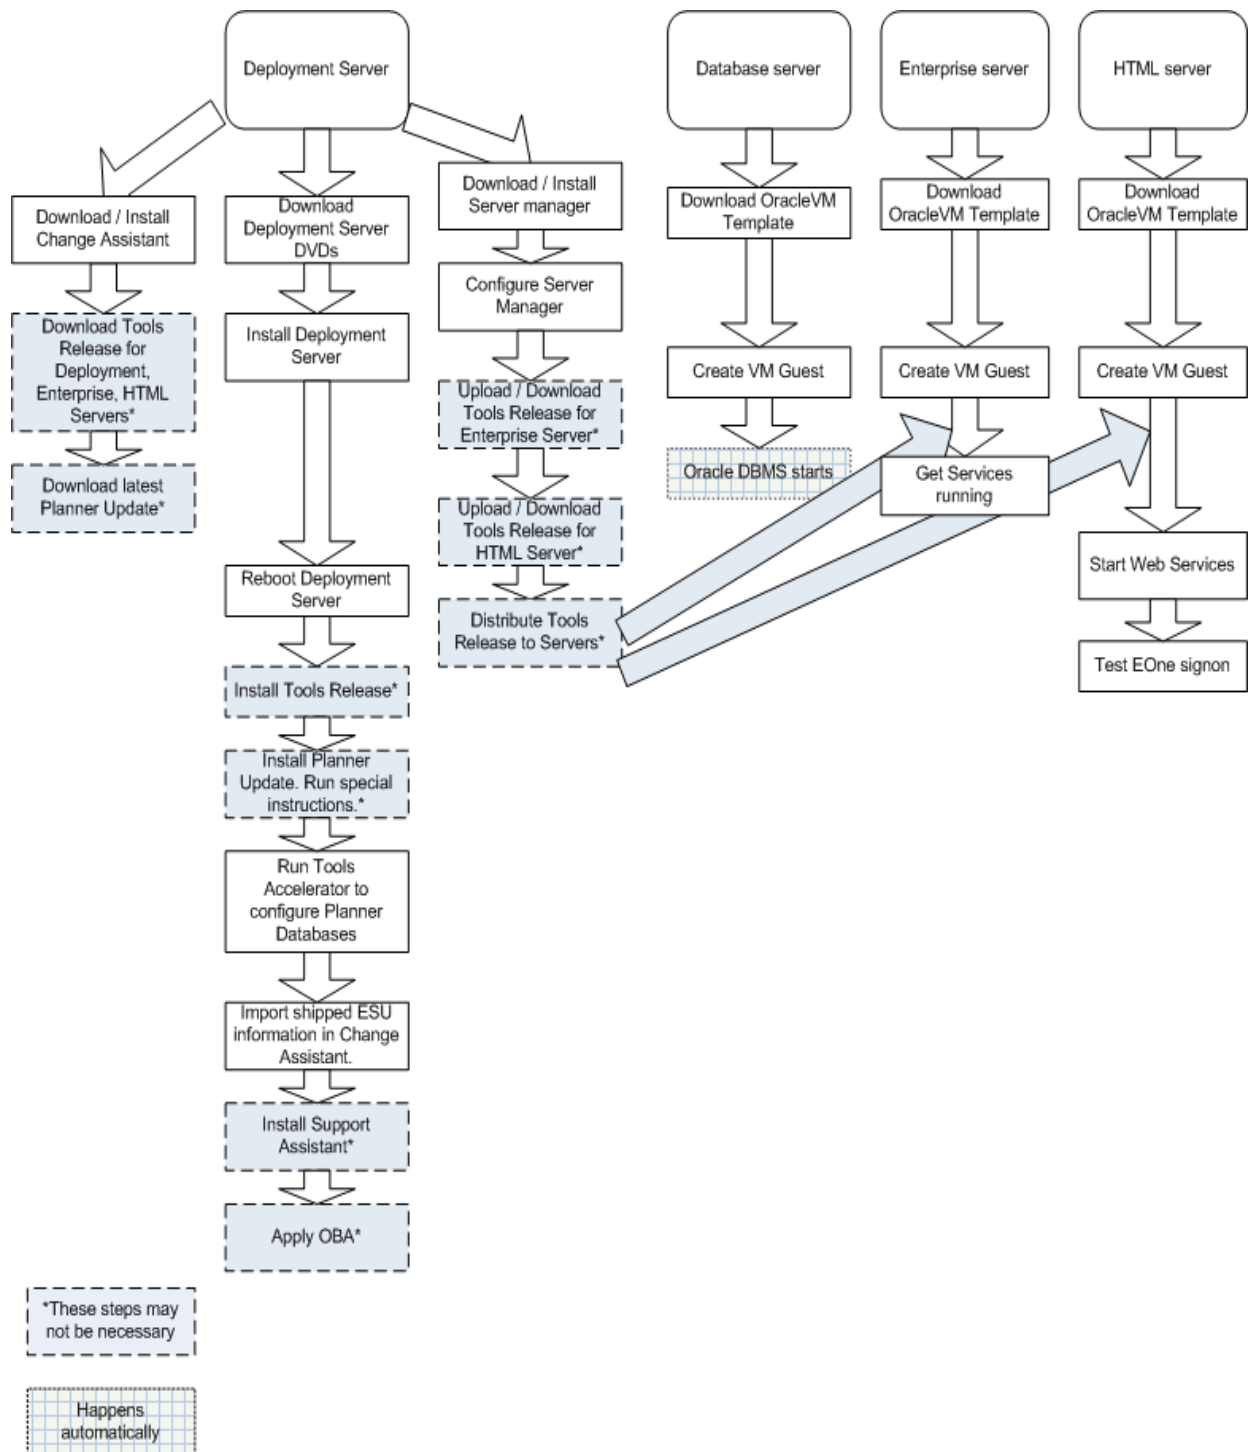 Deployment Server
Database server
Enterprise server
HTML server
Download / Install
Change Assistant
Download Tools
Release for
Deployment,
Enterprise, HTML
Servers*
Download latest
Planner Update*
Download
Deployment Server
DVDs
Install Deployment
Server
Reboot Deployment
Server
Install Tools Release*
Install Planner
Update. Run special
instructions.*
Run Tools
Accelerator to
configure Planner
Databases
Import shipped ESU
information in Change
Assistant.
Install Support
Assistant*
Apply OBA*
Download / Install
Server manager
Configure Server
Manager
Upload / Download
Tools Release for
Enterprise Server*
Upload / Download
Tools Release for
HTML Server*
Distribute Tools
Release to Servers*
Download OracleVM
Template
Create VM Guest
Oracle DBMS starts
Download
OracleVM Template
Create VM Guest
Get Services
running
Download
OracleVM Template
Create VM Guest
Start Web Services
Test EOne signon
*These steps may
not be necessary
Happens
automatically